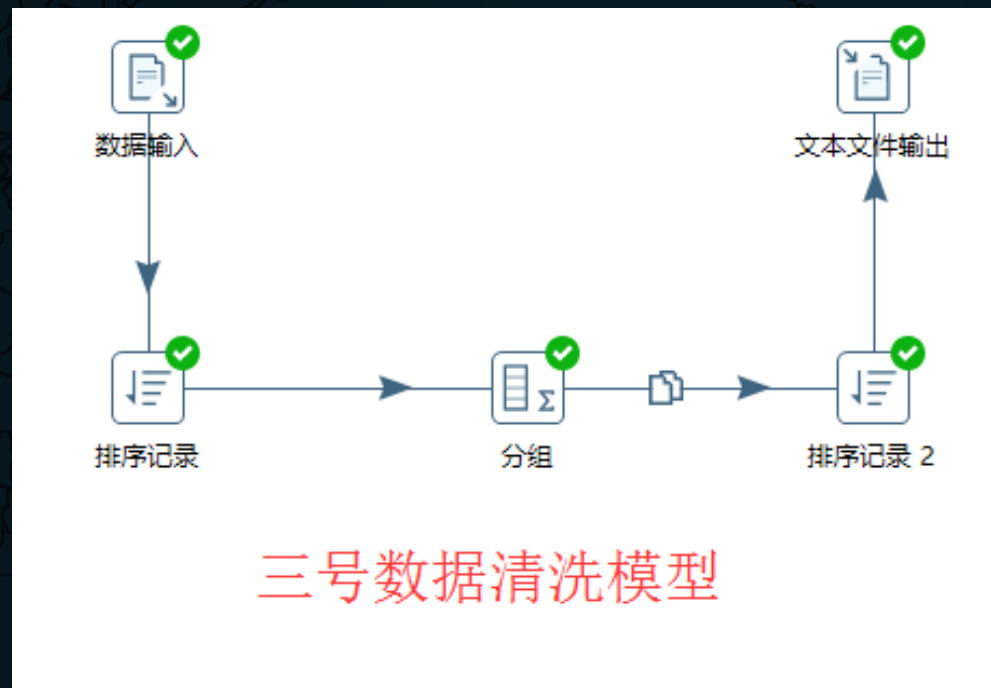 数据输入
文本文件输出
排序记录
分组
排序记录 2
三号数据清洗模型